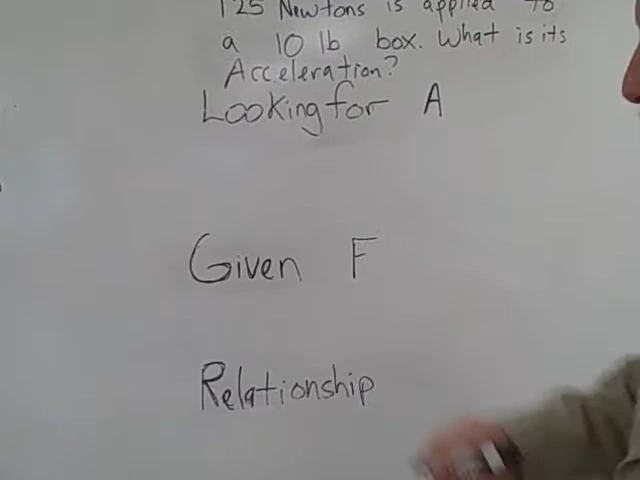 125 Newtons is applied to
a 10 lb box. What is its
Acceleration?
Looking for A
Given F
Relationship